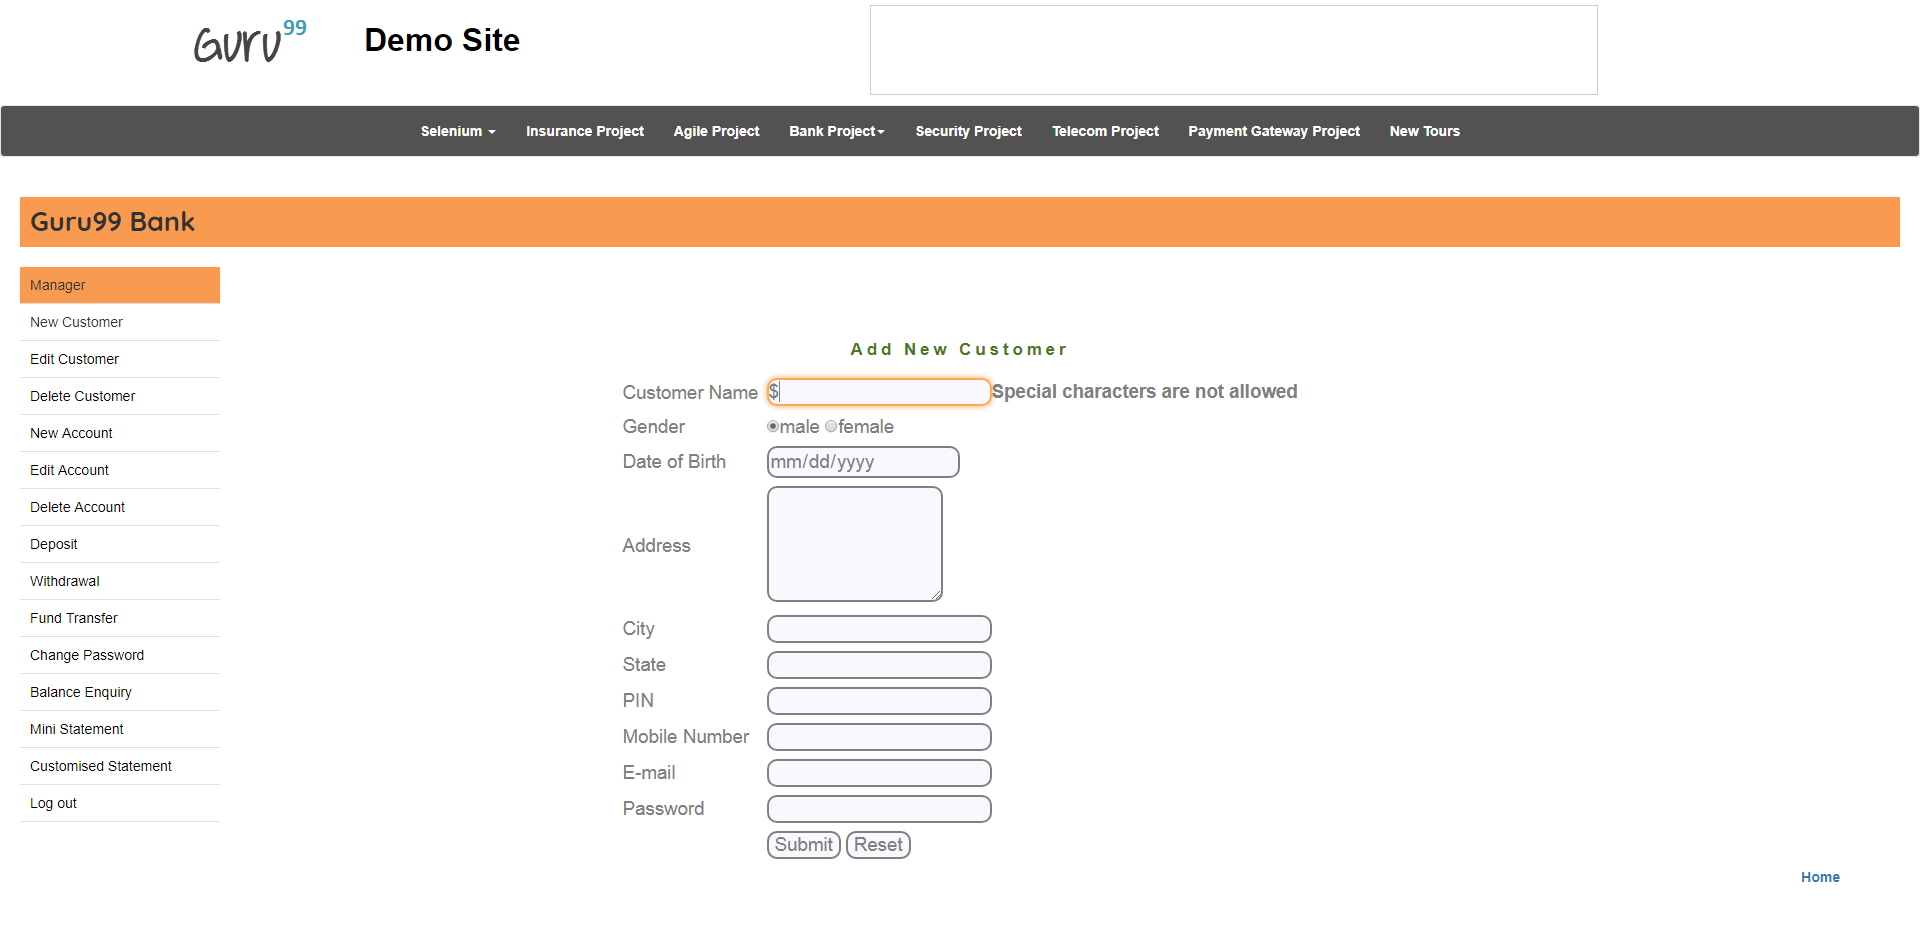 Guru99
Demo Site
Selenium
Insurance Project
Agile Project
Bank Project
Security Project
Telecom Project
Payment Gateway Project
New Tours
Guru99 Bank
Manager
New Customer
Edit Customer
Delete Customer
New Account
Edit Account
Delete Account
Deposit
Withdrawal
Fund Transfer
Change Password
Balance Enquiry
Mini Statement
Customised Statement
Log out
Add New Customer
Customer Name $ Special characters are not allowed
Gender male female
Date of Birth mm/dd/yyyy
Address
City
State
PIN
Mobile Number
E-mail
Password
Submit Reset
Home